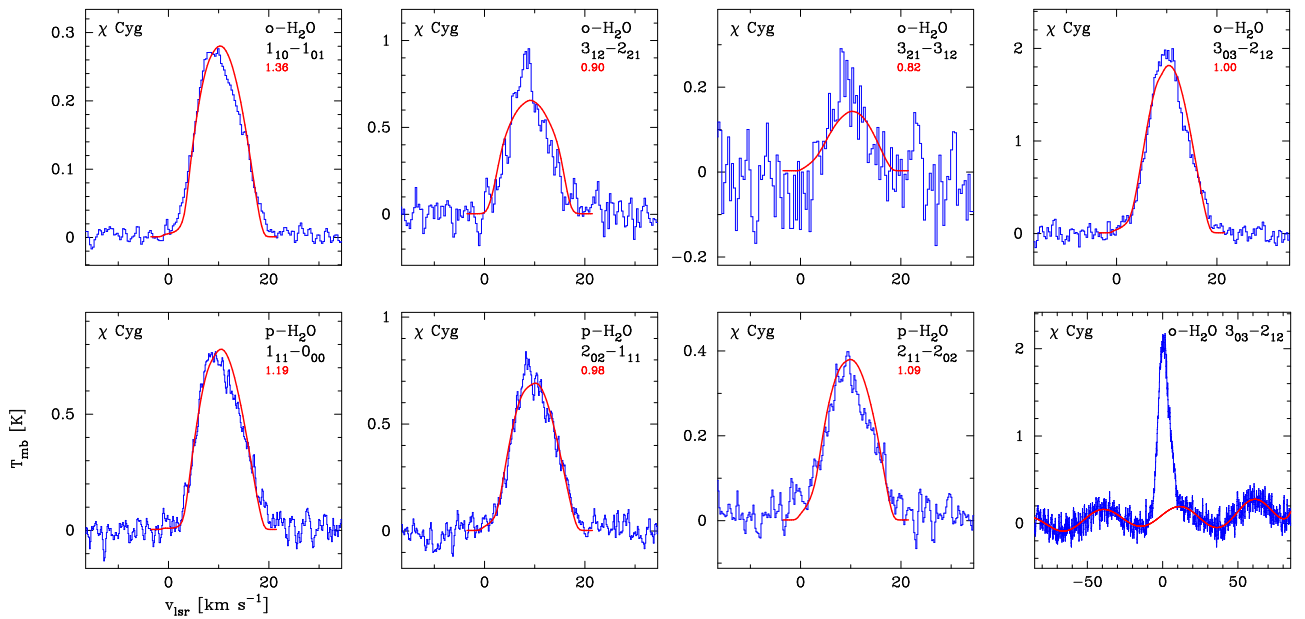 χ Cyg
o-H₂O
1₁₀-1₀₁
1.36
0.3
0.2
0.1
0
0 20
χ Cyg
o-H₂O
3₁₂-2₂₁
0.90
1
0.5
0
0 20
χ Cyg
o-H₂O
3₂₁-3₁₂
0.82
0.2
0
-0.2
0 20
χ Cyg
o-H₂O
3₀₃-2₁₂
1.00
2
1
0
0 20
χ Cyg
p-H₂O
1₁₁-0₀₀
1.19
0.5
0
0 20
T_mb [K]
v_lsr [km s⁻¹]
χ Cyg
p-H₂O
2₀₂-1₁₁
0.98
1
0.5
0
0 20
χ Cyg
p-H₂O
2₁₁-2₀₂
1.09
0.4
0.2
0
0 20
χ Cyg o-H₂O 3₀₃-2₁₂
2
1
0
-50 0 50